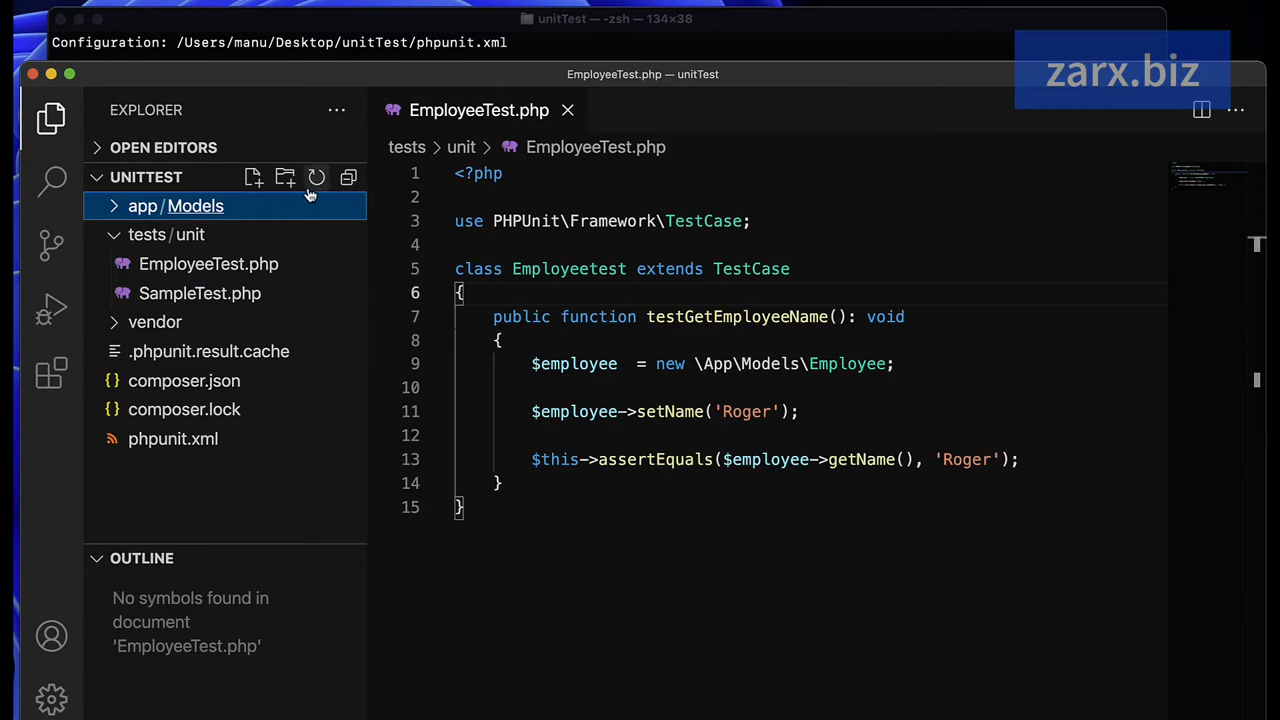 unitTest — -zsh — 134×38
Configuration: /Users/manu/Desktop/unitTest/phpunit.xml
zarx.biz
EmployeeTest.php — unitTest
EXPLORER
EmployeeTest.php
OPEN EDITORS
tests > unit > EmployeeTest.php
UNITTEST
app/Models
tests/unit
EmployeeTest.php
SampleTest.php
vendor
.phpunit.result.cache
composer.json
composer.lock
phpunit.xml
1 <?php
2
3 use PHPUnit\Framework\TestCase;
4
5 class Employeetest extends TestCase
6 {
7 public function testGetEmployeeName(): void
8 {
9 $employee  = new \App\Models\Employee;
10
11 $employee->setName('Roger');
12
13 $this->assertEquals($employee->getName(), 'Roger');
14 }
15 }
OUTLINE
No symbols found in
document
'EmployeeTest.php'